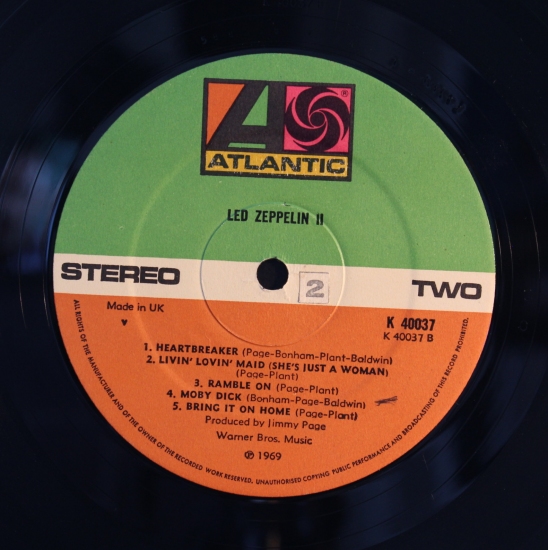 ®
ATLANTIC
LED ZEPPELIN II
STEREO
2
TWO
Made in UK
K 40037
K 40037 B
1. HEARTBREAKER (Page-Bonham-Plant-Baldwin)
2. LIVIN' LOVIN' MAID (SHE'S JUST A WOMAN)
(Page-Plant)
3. RAMBLE ON (Page-Plant)
4. MOBY DICK (Bonham-Page-Baldwin)
5. BRING IT ON HOME (Page-Plant)
Produced by Jimmy Page
Warner Bros. Music
℗ 1969
ALL RIGHTS OF THE MANUFACTURER AND OF THE OWNER OF THE RECORDED WORK RESERVED. UNAUTHORISED COPYING, PUBLIC PERFORMANCE AND BROADCASTING OF THIS RECORD PROHIBITED.